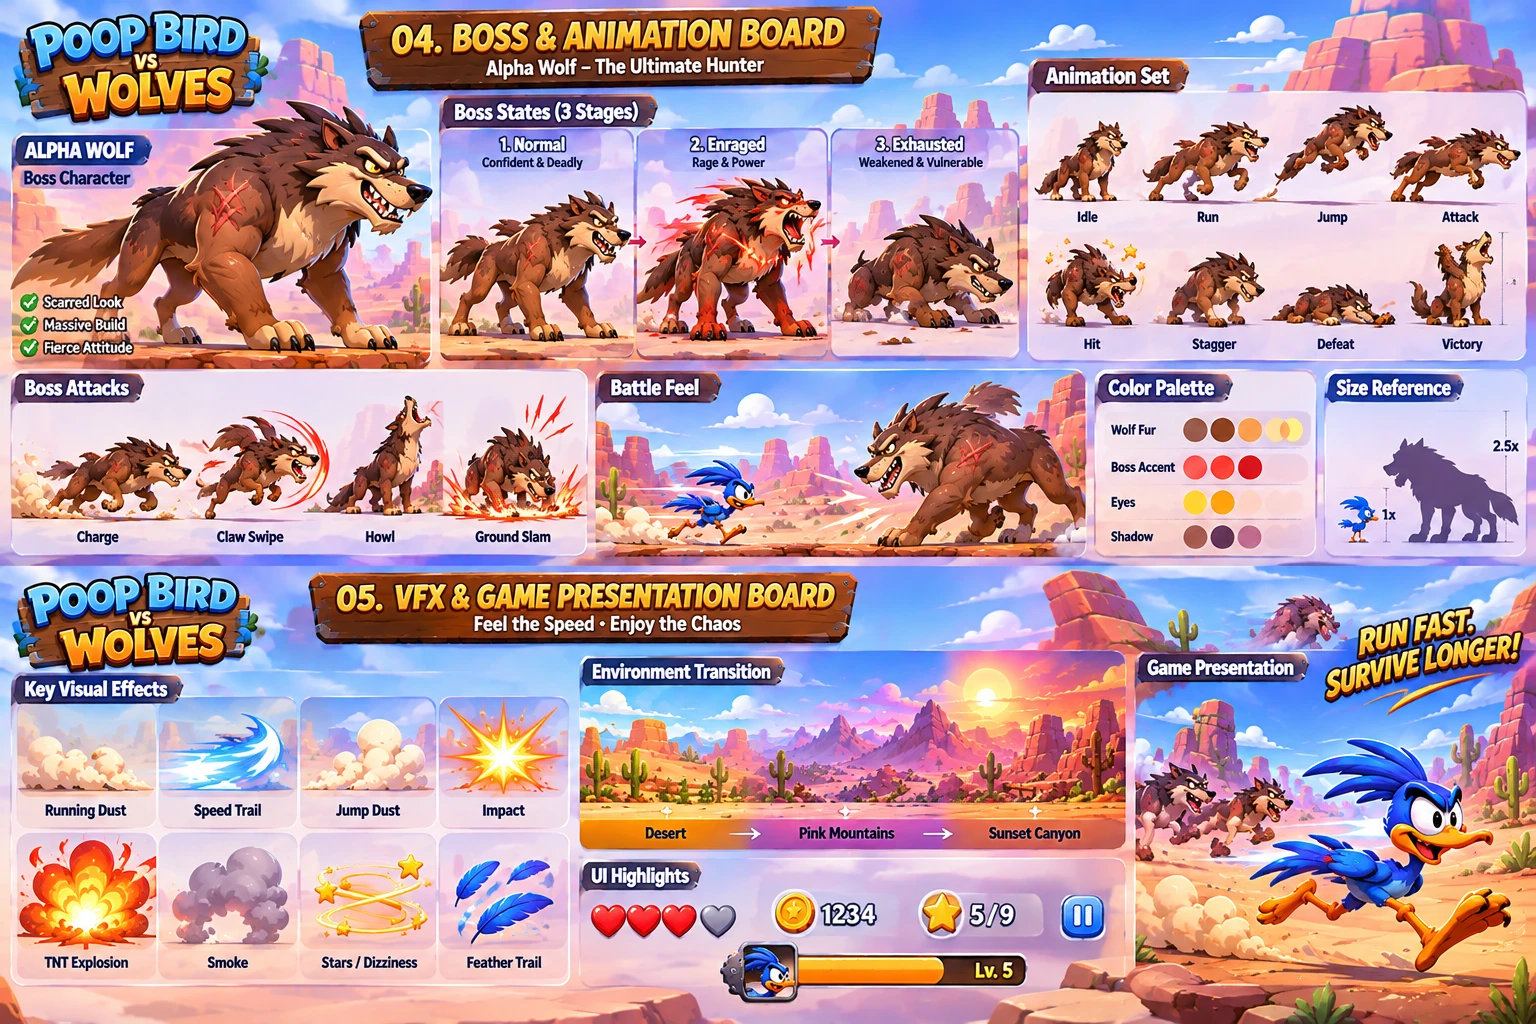 POOP BIRD
VS
WOLVES
04. BOSS & ANIMATION BOARD
Alpha Wolf – The Ultimate Hunter
ALPHA WOLF
Boss Character
Scarred Look
Massive Build
Fierce Attitude
Boss States (3 Stages)
1. Normal
Confident & Deadly
2. Enraged
Rage & Power
3. Exhausted
Weakened & Vulnerable
Animation Set
Idle
Run
Jump
Attack
Hit
Stagger
Defeat
Victory
Boss Attacks
Charge
Claw Swipe
Howl
Ground Slam
Battle Feel
Color Palette
Wolf Fur
Boss Accent
Eyes
Shadow
Size Reference
2.5x
1x
POOP BIRD
VS
WOLVES
05. VFX & GAME PRESENTATION BOARD
Feel the Speed • Enjoy the Chaos
Key Visual Effects
Running Dust
Speed Trail
Jump Dust
Impact
TNT Explosion
Smoke
Stars / Dizziness
Feather Trail
Environment Transition
Desert
Pink Mountains
Sunset Canyon
UI Highlights
1234
5/9
Lv. 5
Game Presentation
RUN FAST.
SURVIVE LONGER!